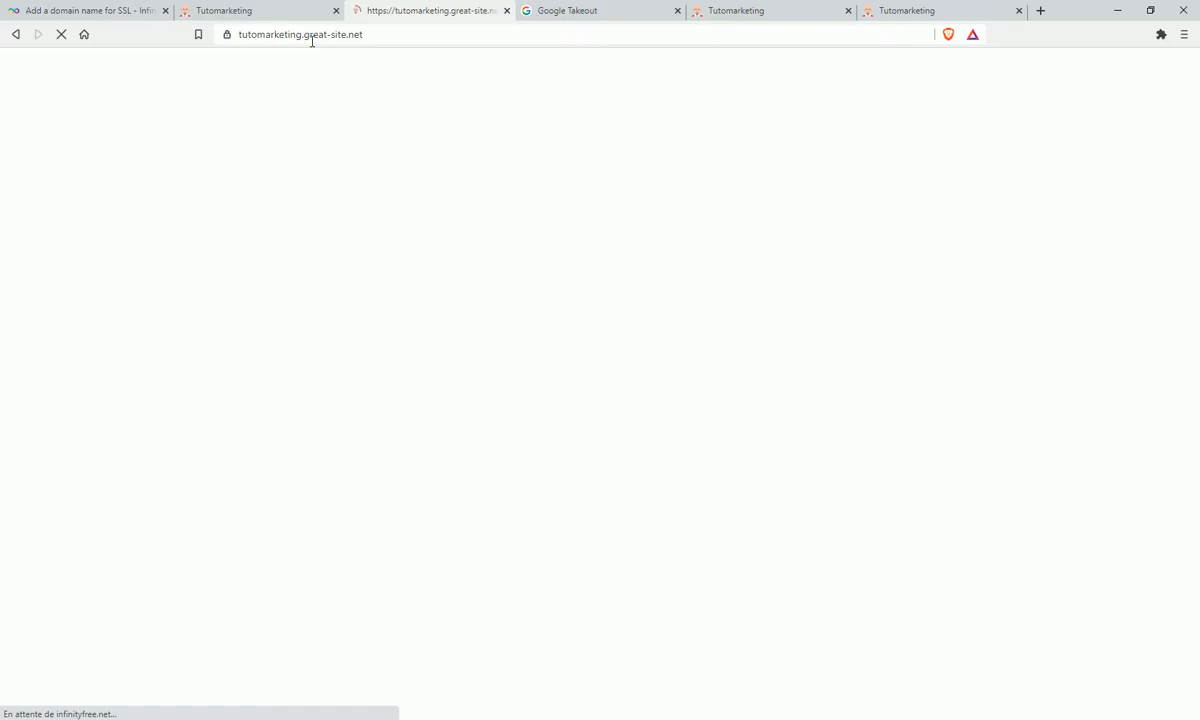 Add a domain name for SSL - Infin
Tutomarketing
https://tutomarketing.great-site.ne
Google Takeout
Tutomarketing
Tutomarketing
tutomarketing.great-site.net
En attente de infinityfree.net...